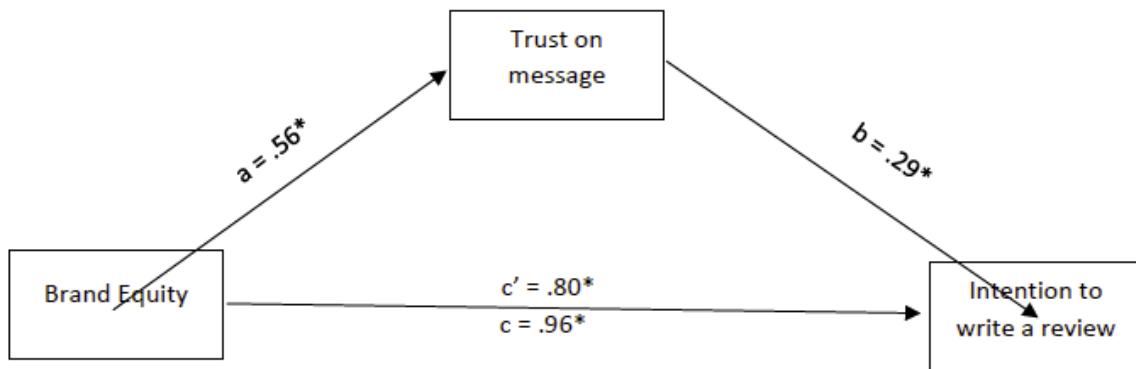 Trust on
message
a = .56*
b = .29*
Brand Equity
c’ = .80*
c = .96*
Intention to
write a review